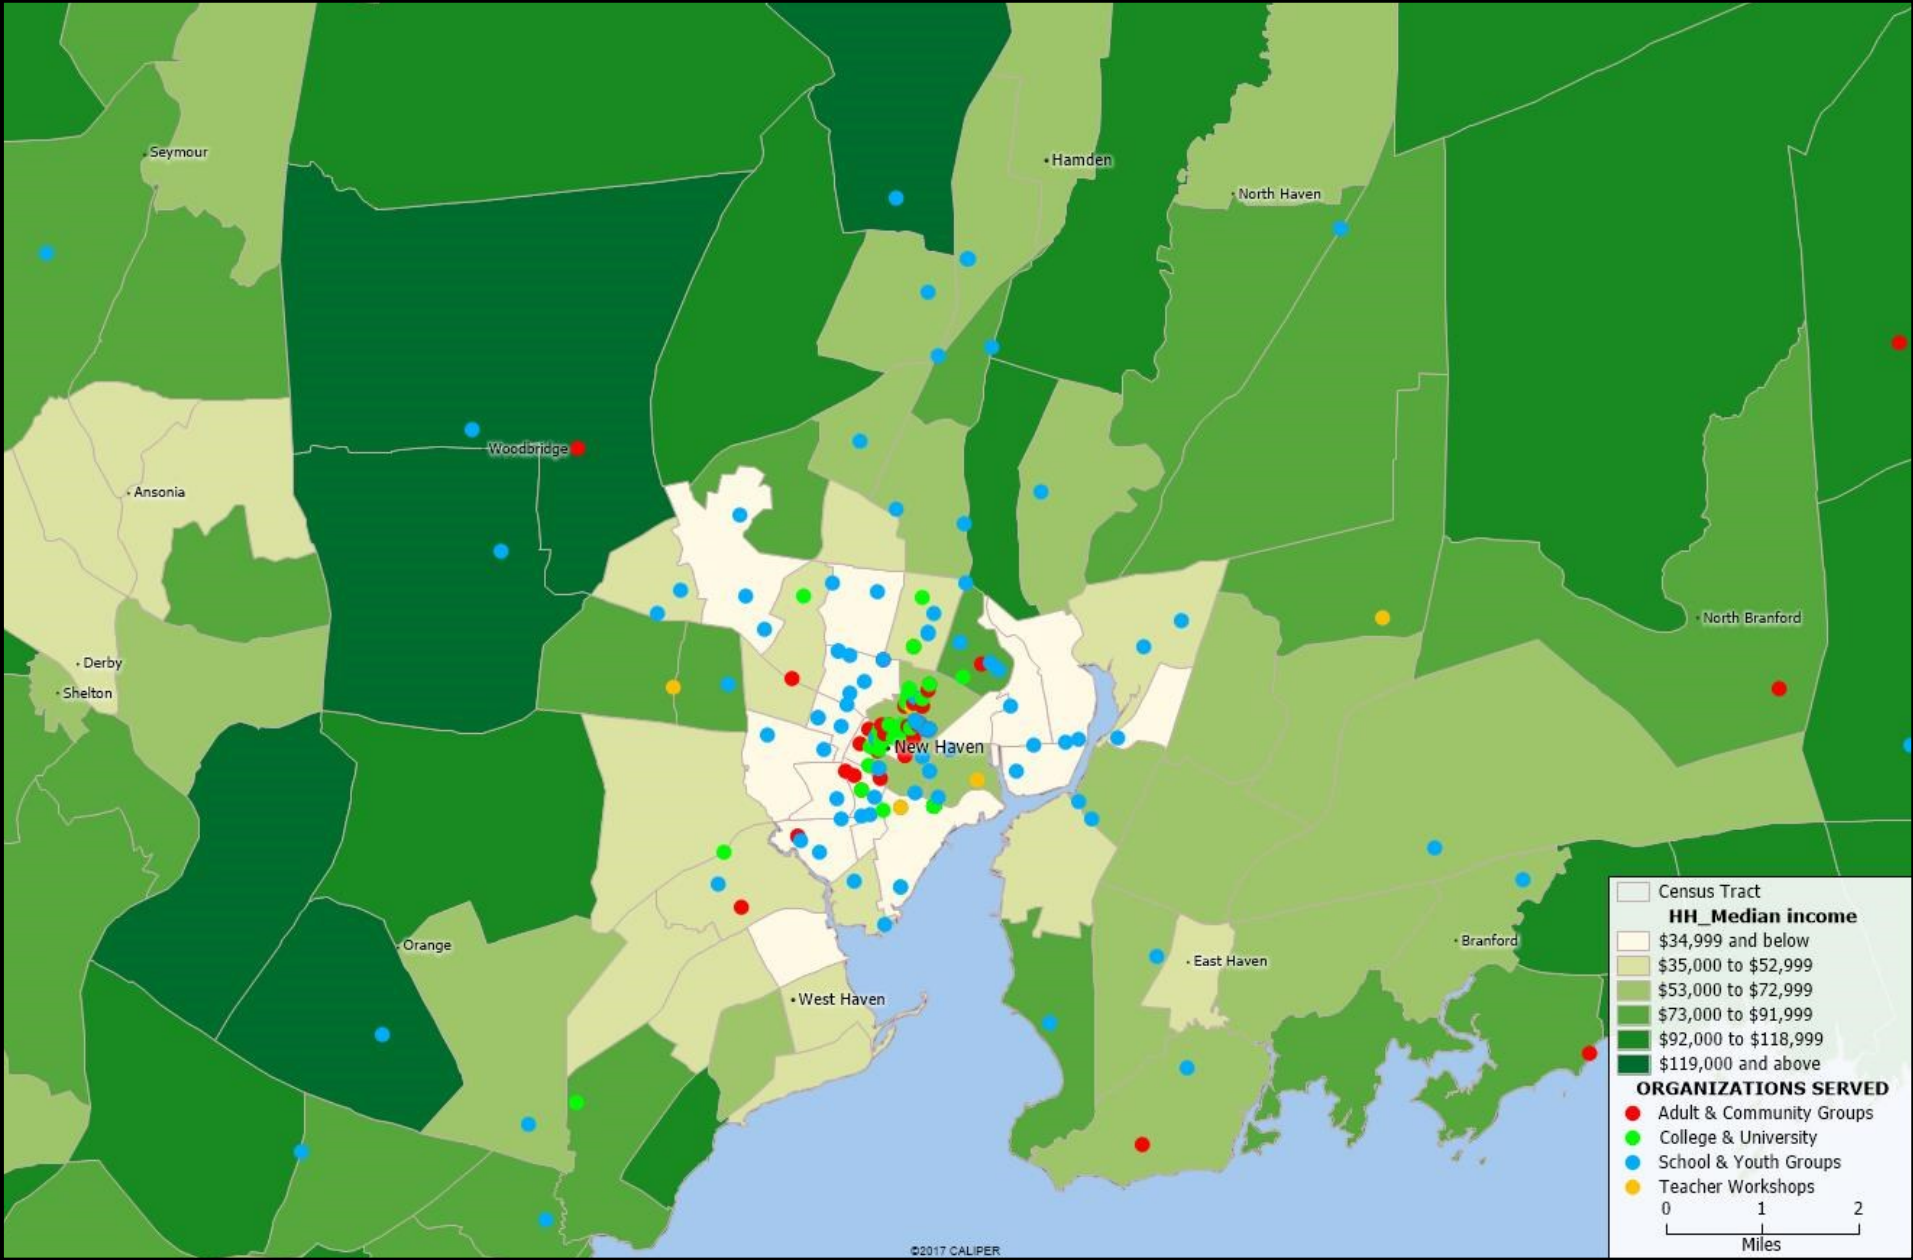 Seymour
Hamden
North Haven
Woodbridge
Ansonia
North Branford
Derby
Shelton
New Haven
Orange
Branford
East Haven
West Haven
Census Tract
HH_Median income
$34,999 and below
$35,000 to $52,999
$53,000 to $72,999
$73,000 to $91,999
$92,000 to $118,999
$119,000 and above
ORGANIZATIONS SERVED
Adult & Community Groups
College & University
School & Youth Groups
Teacher Workshops
0 1 2
Miles
©2017 CALIPER